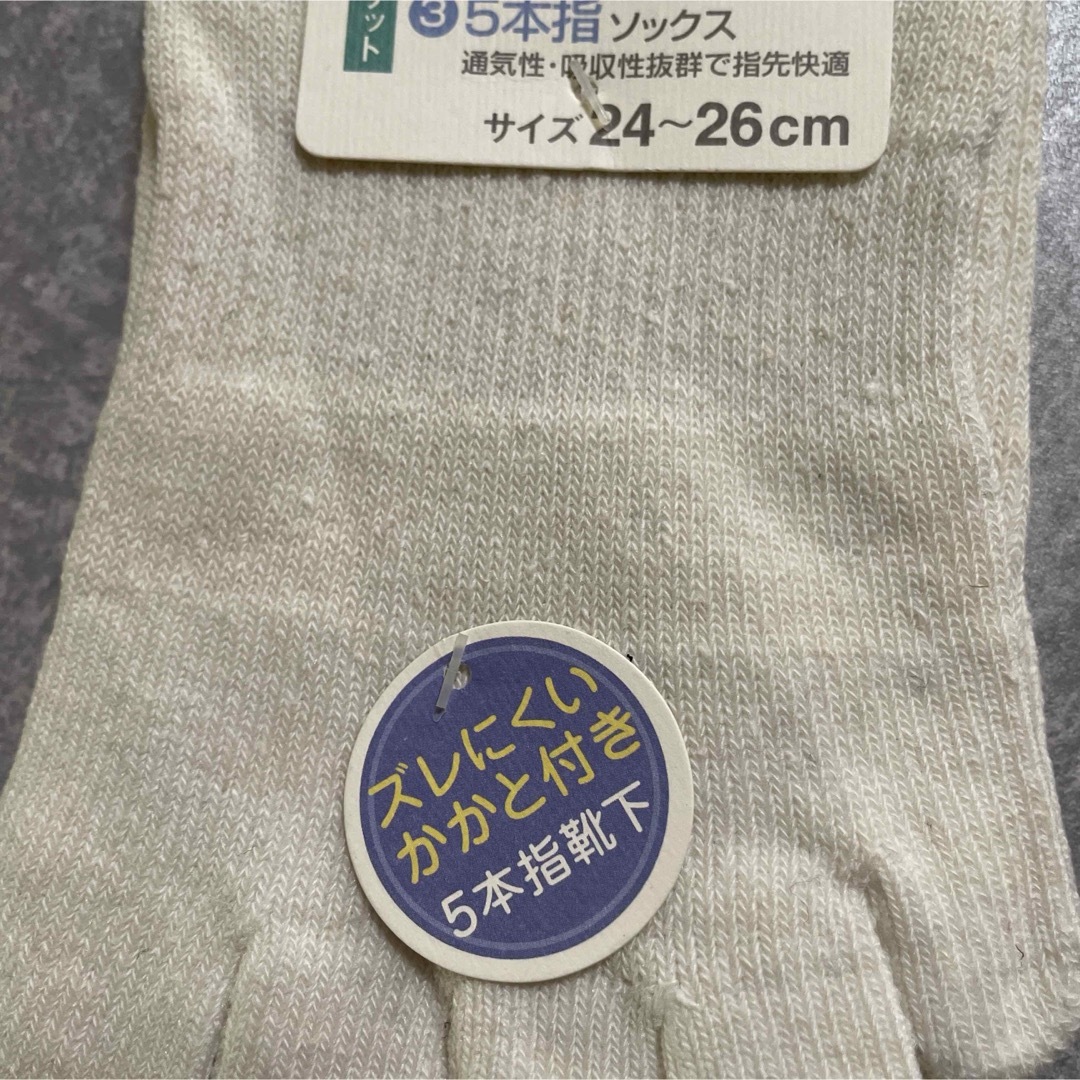 ット
③5本指ソックス
通気性・吸収性抜群で指先快適
サイズ 24～26cm
ズレにくい
かかと付き
5本指靴下